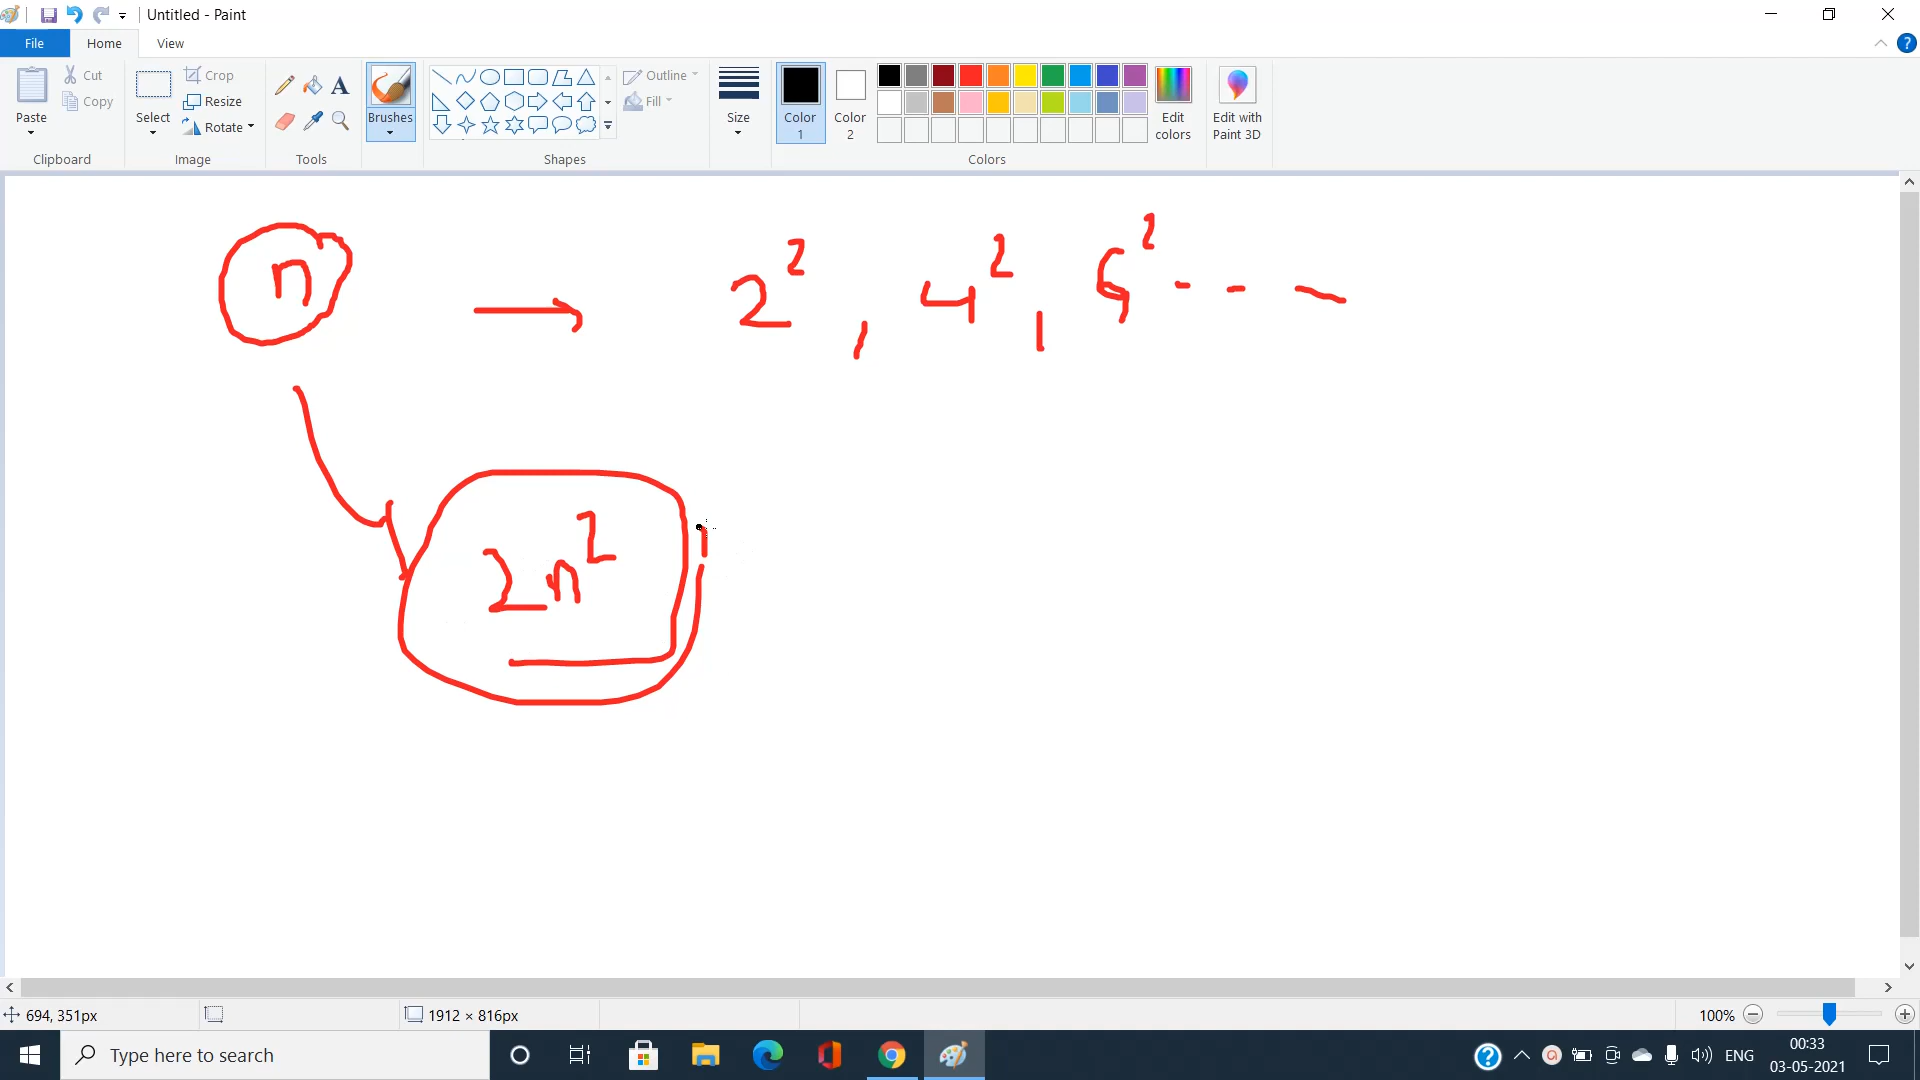 Untitled - Paint
File Home View
Paste Cut Copy Clipboard
Select Crop Resize Rotate Image
Tools
Brushes
Shapes Outline Fill
Size
Color 1 Color 2 Edit colors Edit with Paint 3D
Colors
n 2², 4², 5² - - -
2n²
694, 351px 1912 × 816px 100%
Type here to search ENG 00:33
03-05-2021